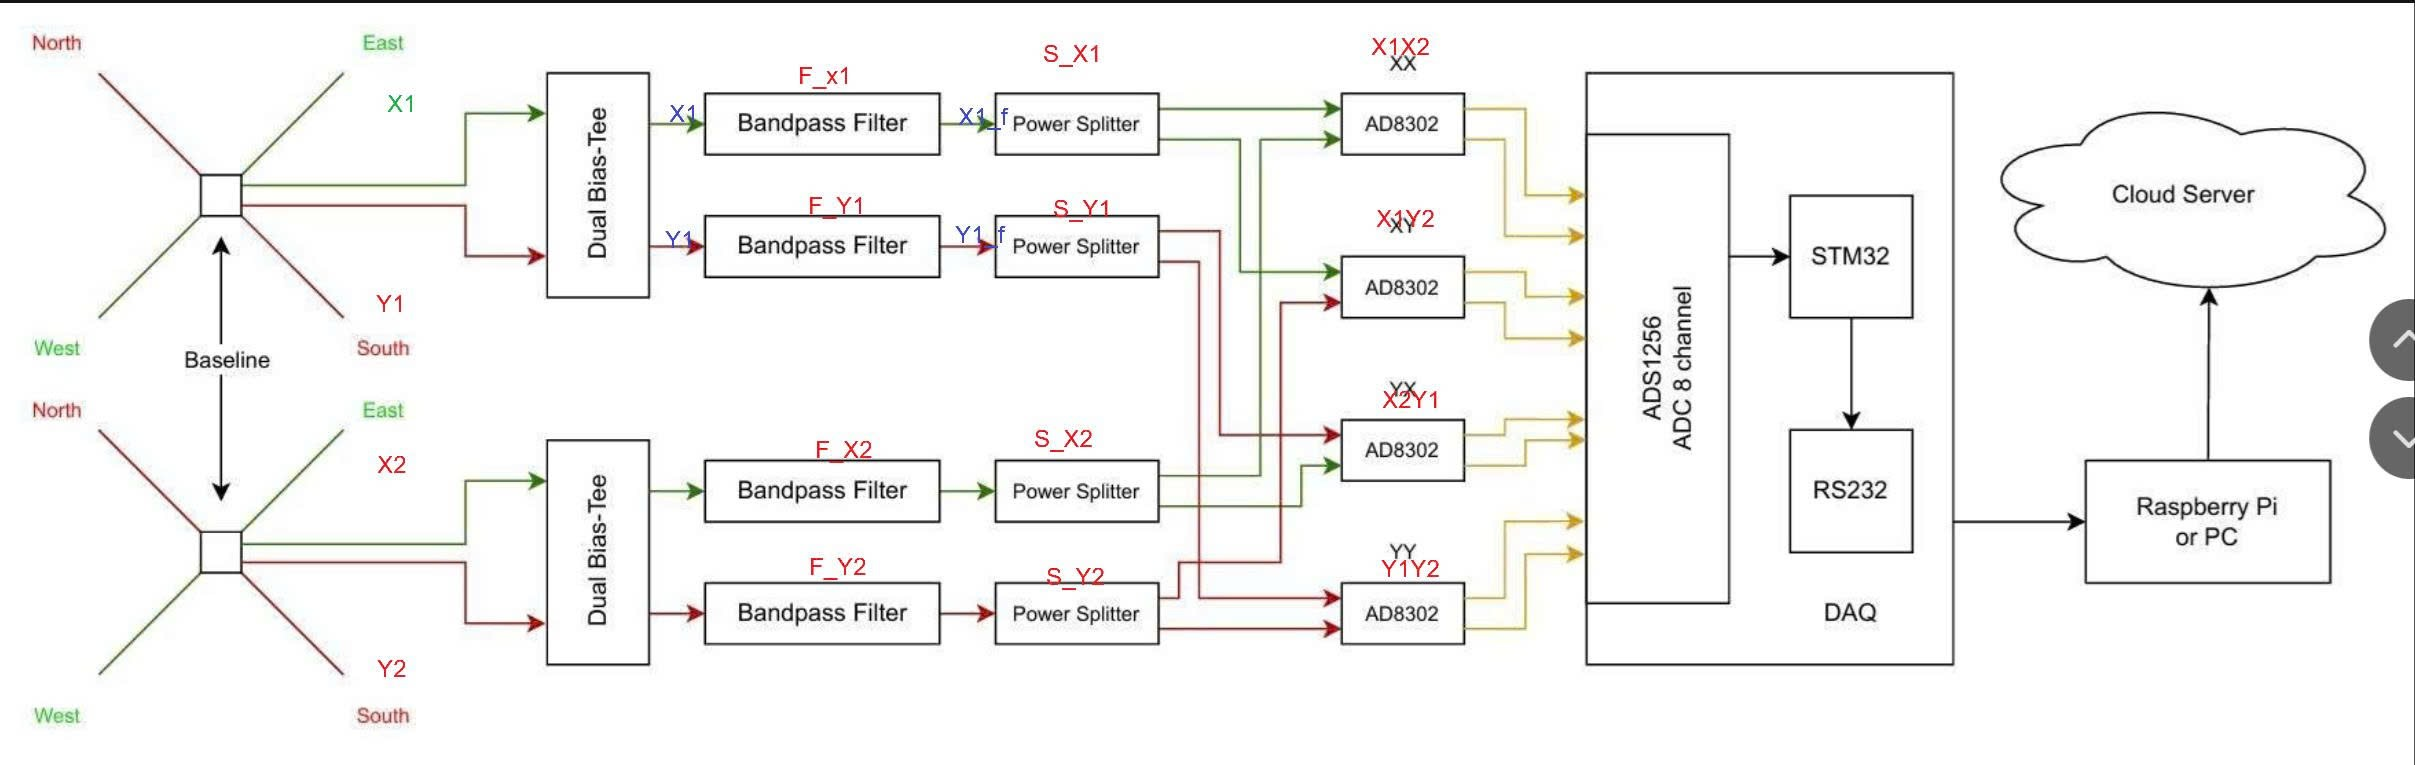 North
East
X1
West
Y1
South
Baseline
North
East
X2
West
Y2
South
Dual Bias-Tee
Dual Bias-Tee
X1
F_x1
Bandpass Filter
X1_f
S_X1
Power Splitter
Y1
F_Y1
Bandpass Filter
Y1_f
S_Y1
Power Splitter
F_X2
Bandpass Filter
S_X2
Power Splitter
F_Y2
Bandpass Filter
S_Y2
Power Splitter
X1X2
XX
AD8302
X1Y2
XY
AD8302
YX
X2Y1
AD8302
YY
Y1Y2
AD8302
ADS1256
ADC 8 channel
STM32
RS232
DAQ
Cloud Server
Raspberry Pi
or PC